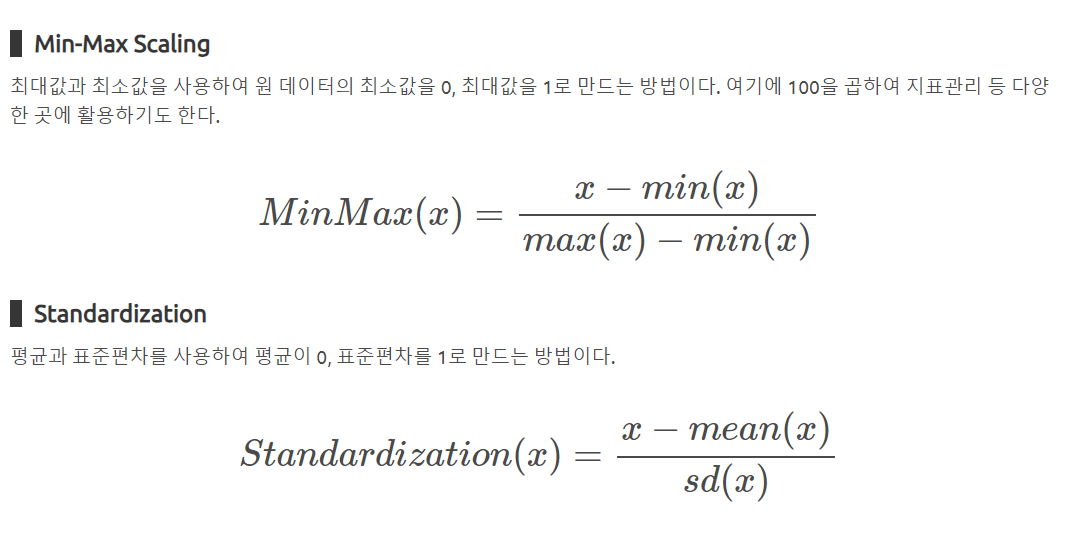 Min-Max Scaling
최대값과 최소값을 사용하여 원 데이터의 최소값을 0, 최대값을 1로 만드는 방법이다. 여기에 100을 곱하여 지표관리 등 다양
한 곳에 활용하기도 한다.
MinMax(x) = \frac{x - min(x)}{max(x) - min(x)}
Standardization
평균과 표준편차를 사용하여 평균이 0, 표준편차를 1로 만드는 방법이다.
Standardization(x) = \frac{x - mean(x)}{sd(x)}